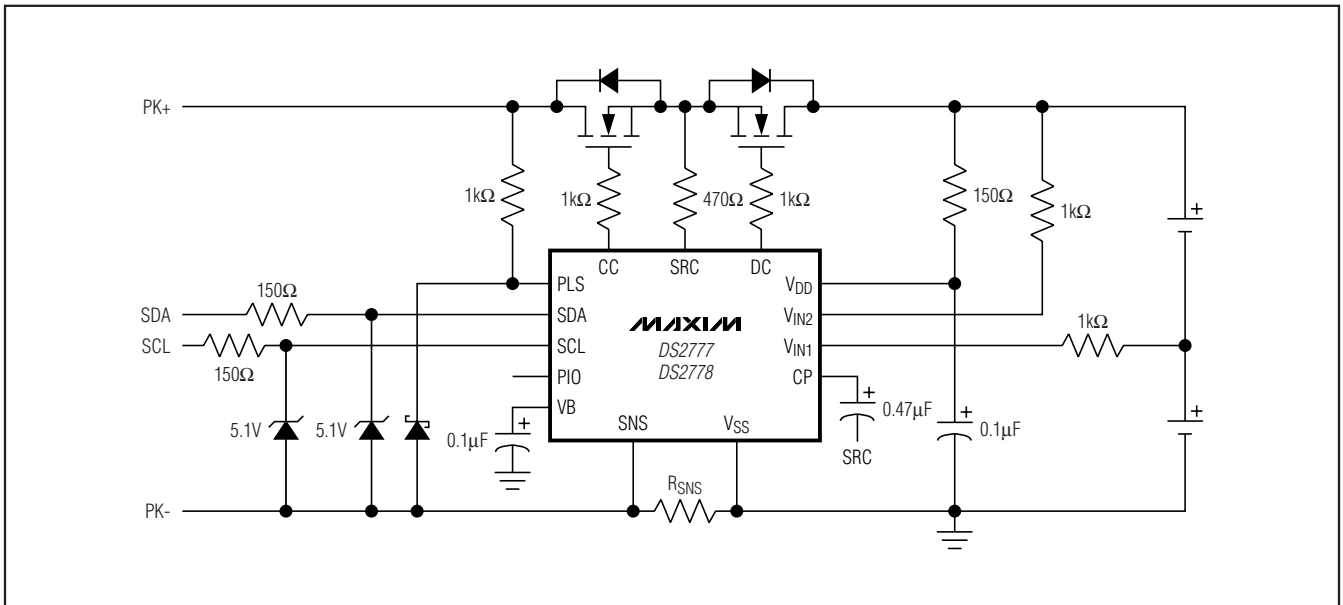 PK+
1kΩ
1kΩ
470Ω
1kΩ
150Ω
1kΩ
+
CC
SRC
DC
PLS
VDD
150Ω
SDA
SDA
MAXIM
VIN2
1kΩ
SCL
SCL
DS2777
VIN1
150Ω
DS2778
PIO
CP
+
+
VB
0.47μF
+
5.1V
5.1V
0.1μF
+
SNS
VSS
SRC
0.1μF
RSNS
PK-